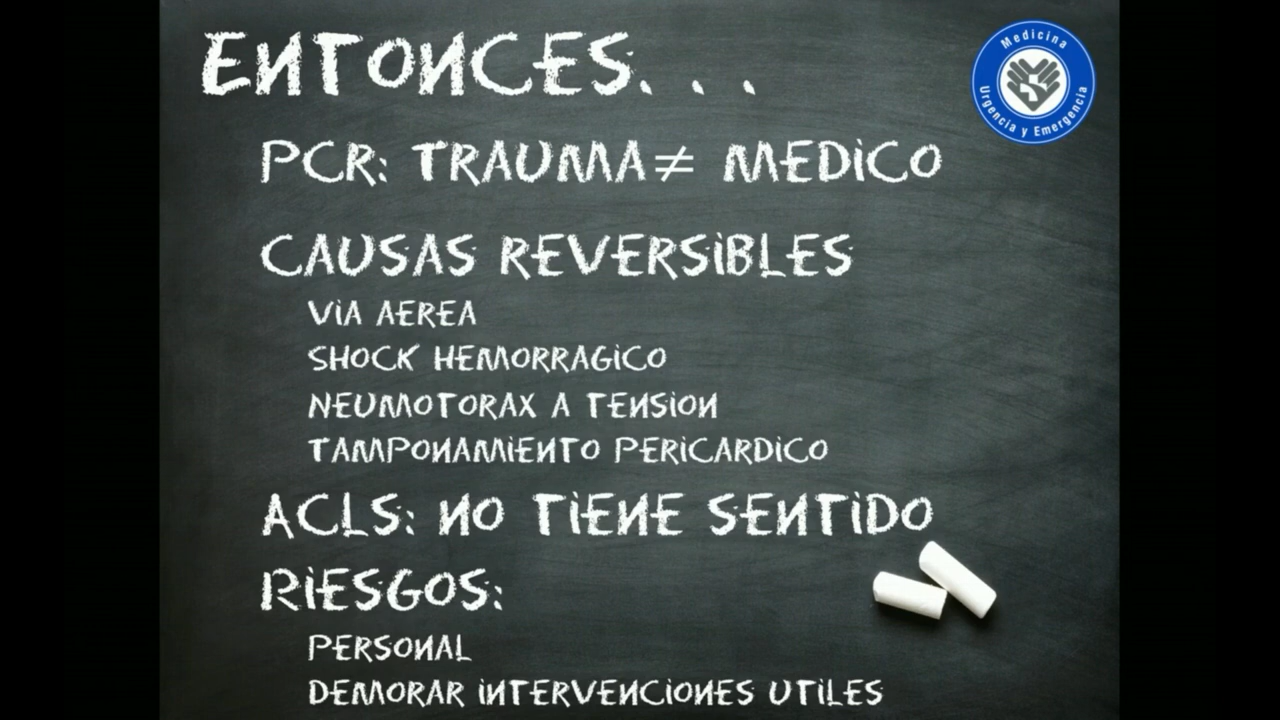 ENTONCES. . .
Medicina
Urgencia y Emergencia
PCR: TRAUMA≠ MEDICO
CAUSAS REVERSIBLES
VIA AEREA
SHOCK HEMORRAGICO
NEUMOTORAX A TENSION
TAMPONAMIENTO PERICARDICO
ACLS: NO TIENE SENTIDO
RIESGOS:
PERSONAL
DEMORAR INTERVENCIONES UTILES